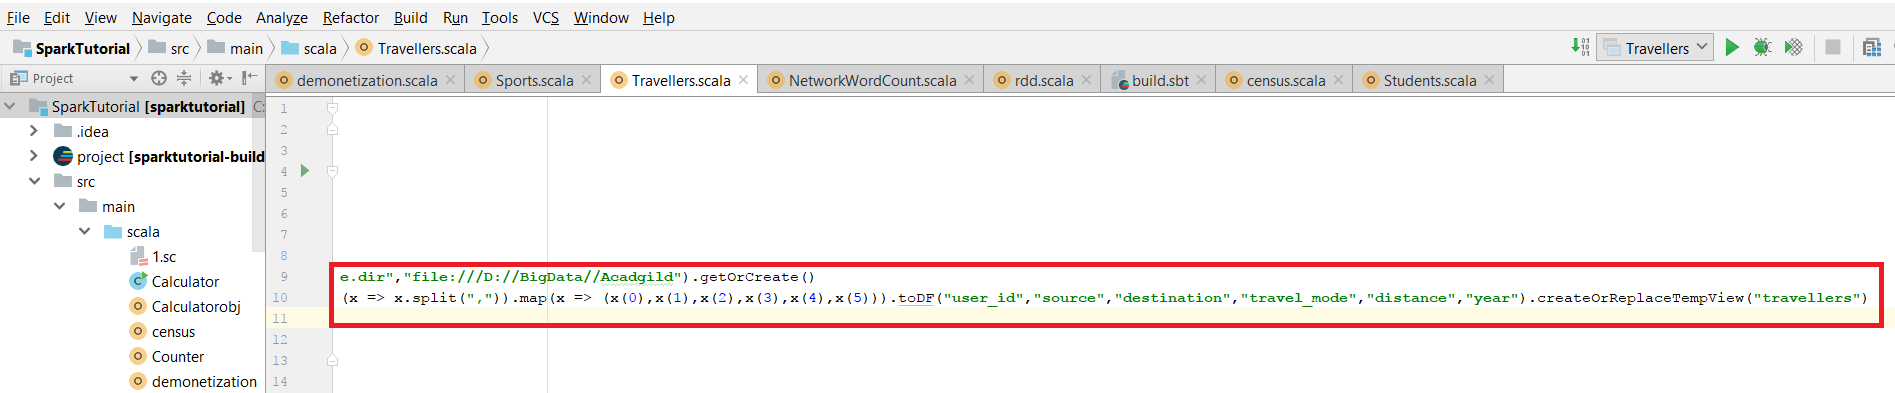 File Edit View Navigate Code Analyze Refactor Build Run Tools VCS Window Help
SparkTutorial src main scala Travellers.scala Travellers
Project demonetization.scala Sports.scala Travellers.scala NetworkWordCount.scala rdd.scala build.sbt census.scala Students.scala
SparkTutorial [sparktutorial] C:
.idea
project [sparktutorial-build
src
main
scala
1.sc
Calculator
Calculatorobj
census
Counter
demonetization
1
2
3
4
5
6
7
8
9 e.dir","file:///D://BigData//Acadgild").getOrCreate()
10 (x => x.split(",")).map(x => (x(0),x(1),x(2),x(3),x(4),x(5))).toDF("user_id","source","destination","travel_mode","distance","year").createOrReplaceTempView("travellers")
11
12
13
14